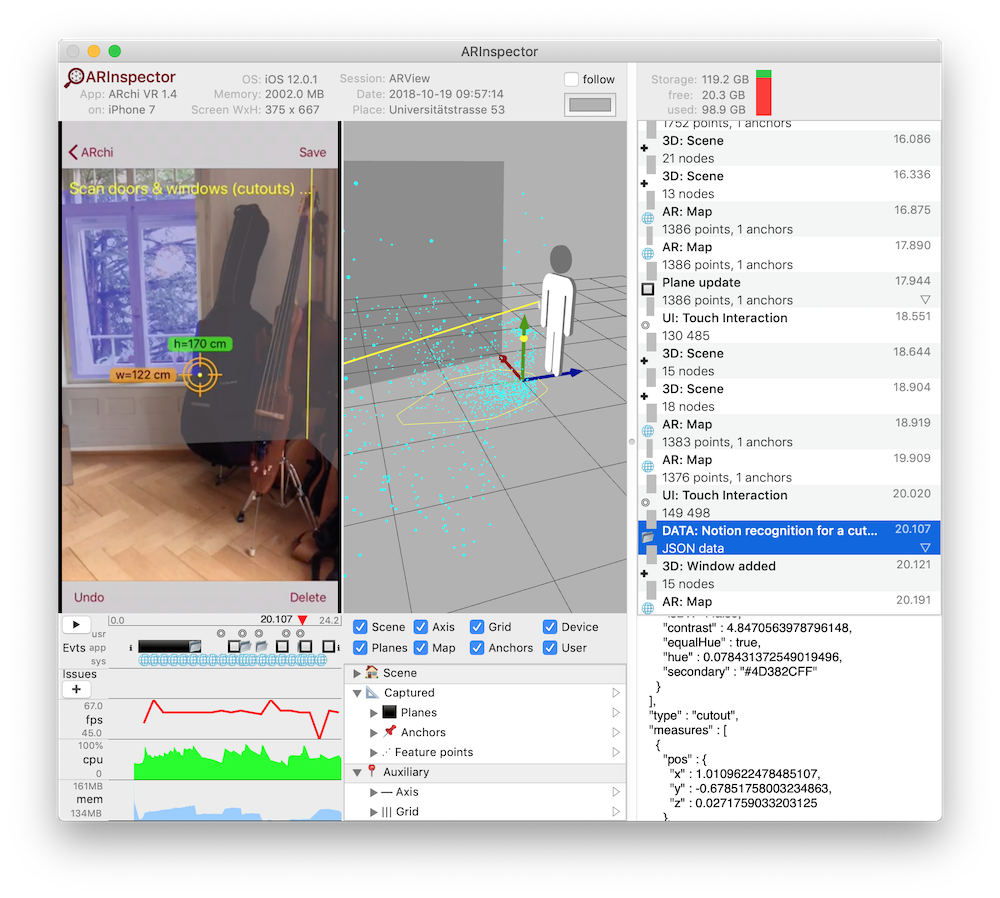 ARInspector
ARInspector
App: ARchi VR 1.4
on: iPhone 7
OS: iOS 12.0.1
Memory: 2002.0 MB
Screen WxH: 375 x 667
Session: ARView
Date: 2018-10-19 09:57:14
Place: Universitätstrasse 53
follow
Storage: 119.2 GB
free: 20.3 GB
used: 98.9 GB
ARchi
Save
Scan doors & windows (cutouts) ...
h=170 cm
w=122 cm
Undo
Delete
1752 points, 1 anchors
3D: Scene 16.086
21 nodes
3D: Scene 16.336
13 nodes
AR: Map 16.875
1386 points, 1 anchors
AR: Map 17.890
1386 points, 1 anchors
Plane update 17.944
1386 points, 1 anchors
UI: Touch Interaction 18.551
130 485
3D: Scene 18.644
15 nodes
3D: Scene 18.904
18 nodes
AR: Map 18.919
1383 points, 1 anchors
AR: Map 19.909
1376 points, 1 anchors
UI: Touch Interaction 20.020
149 498
DATA: Notion recognition for a cut... 20.107
JSON data
3D: Window added 20.121
15 nodes
AR: Map 20.191
0.0 20.107 24.2
usr
Evts app
sys
Issues
67.0
fps
45.0
100%
cpu
0
161MB
mem
134MB
Scene Axis Grid Device
Planes Map Anchors User
Scene
Captured
Planes
Anchors
Feature points
Auxiliary
Axis
Grid
"contrast" : 4.8470563978796148,
"equalHue" : true,
"hue" : 0.078431372549019496,
"secondary" : "#4D382CFF"
}
],
"type" : "cutout",
"measures" : [
{
"pos" : {
"x" : 1.0109622478485107,
"y" : -0.67851758003234863,
"z" : 0.0271759033203125
},